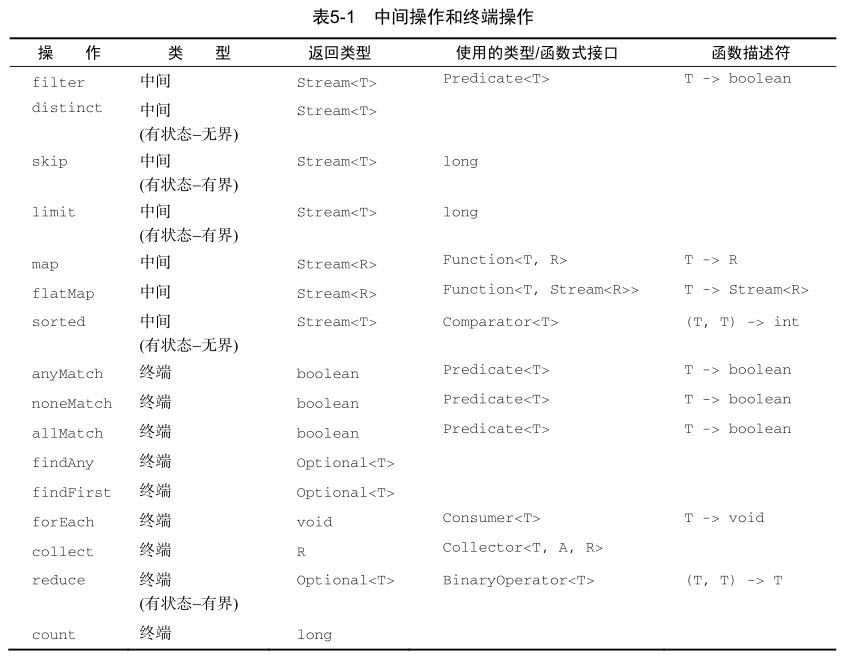 表5-1 中间操作和终端操作
操 作 类 型 返回类型 使用的类型/函数式接口 函数描述符
filter 中间 Stream<T> Predicate<T> T -> boolean
distinct 中间 Stream<T>
(有状态–无界)
skip 中间 Stream<T> long
(有状态–有界)
limit 中间 Stream<T> long
(有状态–有界)
map 中间 Stream<R> Function<T, R> T -> R
flatMap 中间 Stream<R> Function<T, Stream<R>> T -> Stream<R>
sorted 中间 Stream<T> Comparator<T> (T, T) -> int
(有状态–无界)
anyMatch 终端 boolean Predicate<T> T -> boolean
noneMatch 终端 boolean Predicate<T> T -> boolean
allMatch 终端 boolean Predicate<T> T -> boolean
findAny 终端 Optional<T>
findFirst 终端 Optional<T>
forEach 终端 void Consumer<T> T -> void
collect 终端 R Collector<T, A, R>
reduce 终端 Optional<T> BinaryOperator<T> (T, T) -> T
(有状态–有界)
count 终端 long